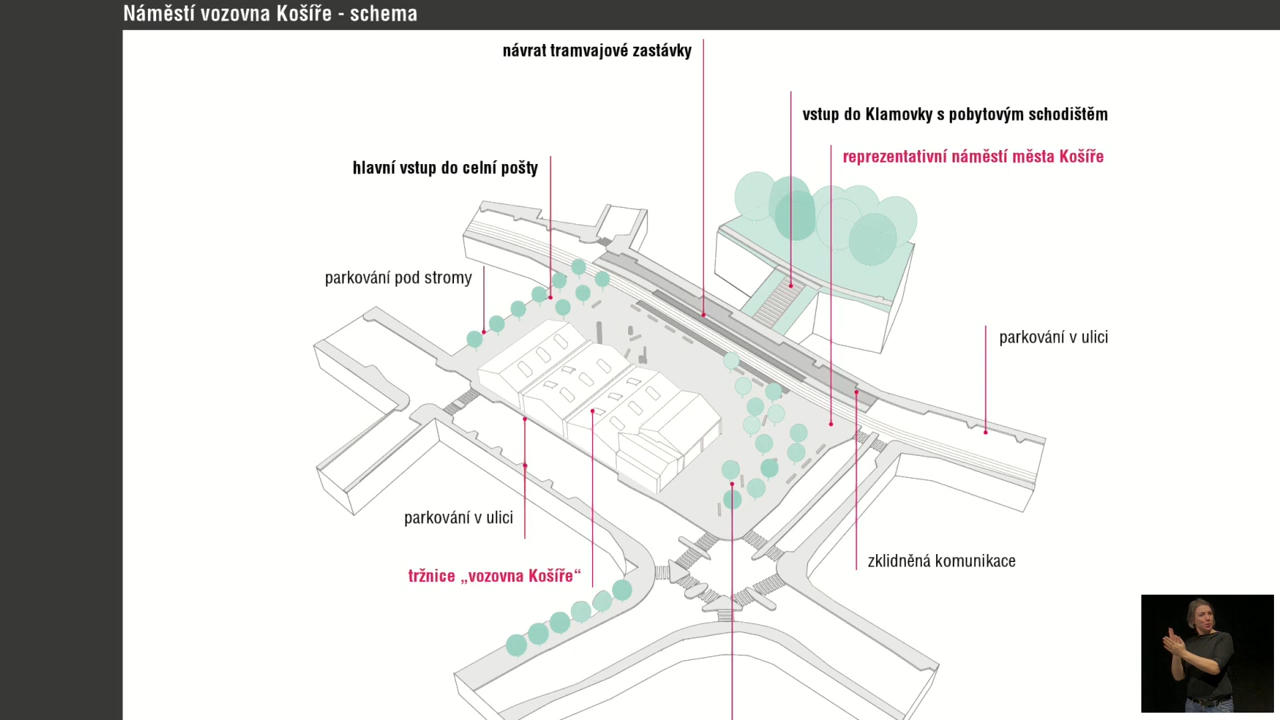 Náměstí vozovna Košíře - schema
návrat tramvajové zastávky
vstup do Klamovky s pobytovým schodištěm
reprezentativní náměstí města Košíře
hlavní vstup do celní pošty
parkování pod stromy
parkování v ulici
parkování v ulici
zklidněná komunikace
tržnice „vozovna Košíře“